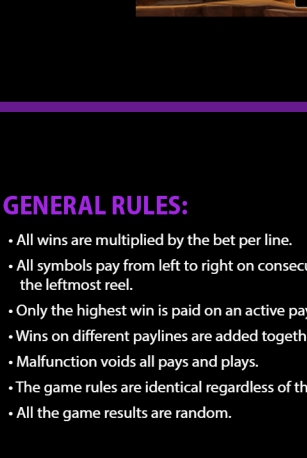 GENERAL RULES:
• All wins are multiplied by the bet per line.
• All symbols pay from left to right on
the leftmost reel.
• Only the highest win is paid on an active
• Wins on different paylines are added
• Malfunction voids all pays and plays.
• The game rules are identical regardless of
• All the game results are random.